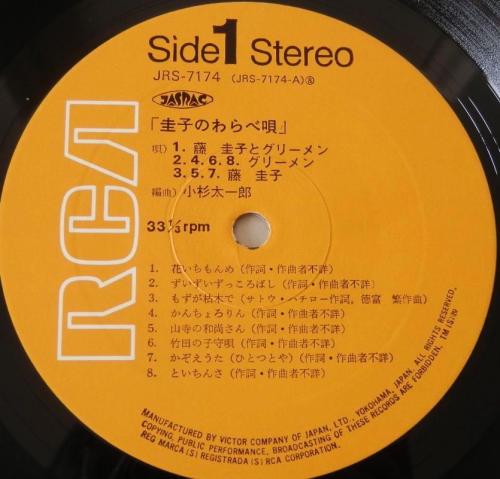 Side 1 Stereo
JRS-7174 (JRS-7174-A)Ⓢ
JASRAC
RCA
「圭子のわらべ唄」
唄) 1. 藤 圭子とグリーメン
2.4.6.8. グリーメン
3.5.7. 藤 圭子
編曲) 小杉太一郎
33⅓rpm
1. 花いちもんめ (作詞・作曲者不詳)
2. ずいずいずっころばし (作詞・作曲者不詳)
3. もずが枯木で (サトウ・ハチロー作詞, 徳富 繁作曲)
4. かんちょろりん (作詞・作曲者不詳)
5. 山寺の和尚さん (作詞・作曲者不詳)
6. 竹田の子守唄 (作詞・作曲者不詳)
7. かぞえうた (ひとつとや) (作詞・作曲者不詳)
8. といちんさ (作詞・作曲者不詳)
MANUFACTURED BY VICTOR COMPANY OF JAPAN, LTD., YOKOHAMA, JAPAN. ALL RIGHTS RESERVED.
COPYING, PUBLIC PERFORMANCE, BROADCASTING OF THESE RECORDS ARE FORBIDDEN. TM(S)®
REG MARCA(S) REGISTRADA(S) RCA CORPORATION.